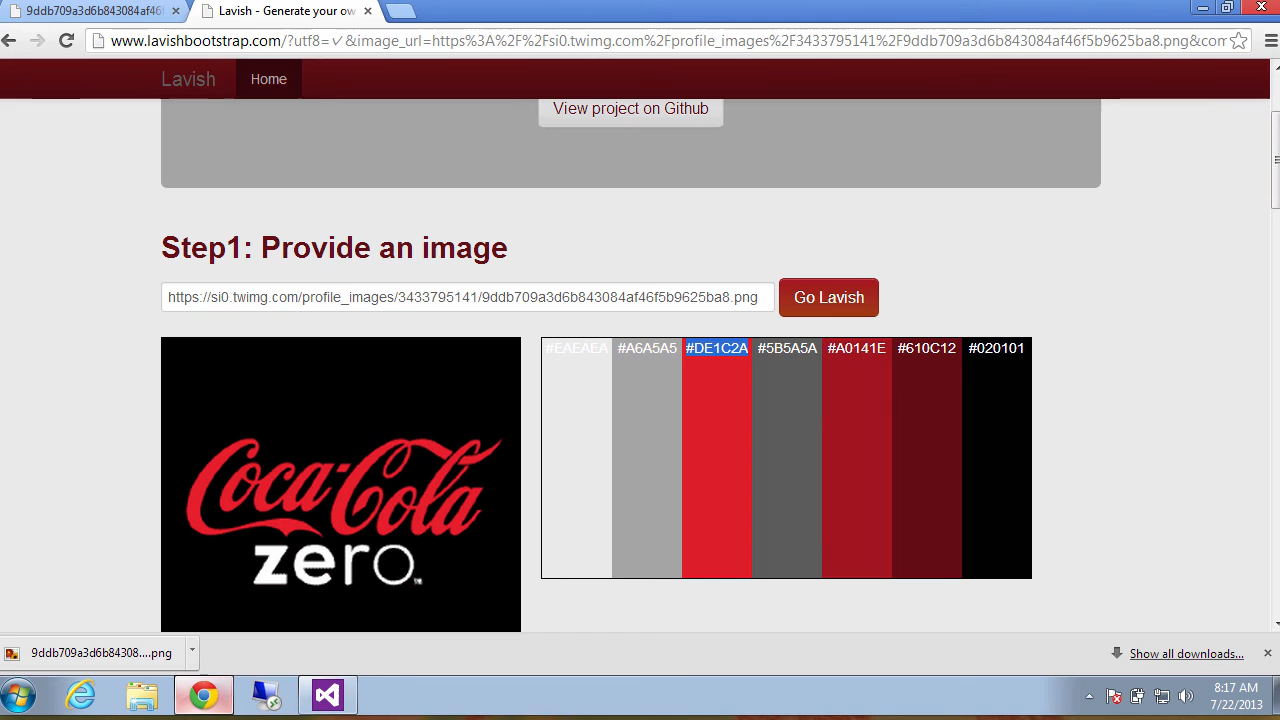 9ddb709a3d6b843084af46f
Lavish - Generate your ow
www.lavishbootstrap.com/?utf8=✓&image_url=https%3A%2F%2Fsi0.twimg.com%2Fprofile_images%2F3433795141%2F9ddb709a3d6b843084af46f5b9625ba8.png&com
Lavish
Home
View project on Github
Step1: Provide an image
https://si0.twimg.com/profile_images/3433795141/9ddb709a3d6b843084af46f5b9625ba8.png
Go Lavish
#EAEAEA #A6A5A5 #DE1C2A #5B5A5A #A0141E #610C12 #020101
Coca-Cola
zero
9ddb709a3d6b84308....png
Show all downloads...
8:17 AM
7/22/2013